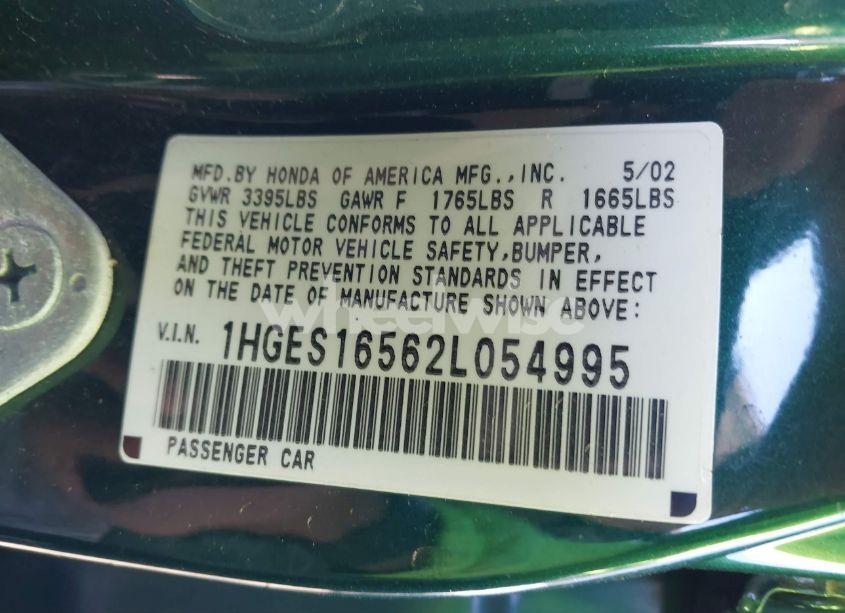 MFD.BY HONDA OF AMERICA MFG.,INC. 5/02
GVWR 3395LBS GAWR F 1765LBS R 1665LBS
THIS VEHICLE CONFORMS TO ALL APPLICABLE
FEDERAL MOTOR VEHICLE SAFETY,BUMPER,
AND THEFT PREVENTION STANDARDS IN EFFECT
ON THE DATE OF MANUFACTURE SHOWN ABOVE:
wheelwise
V.I.N. 1HGES16562L054995
PASSENGER CAR